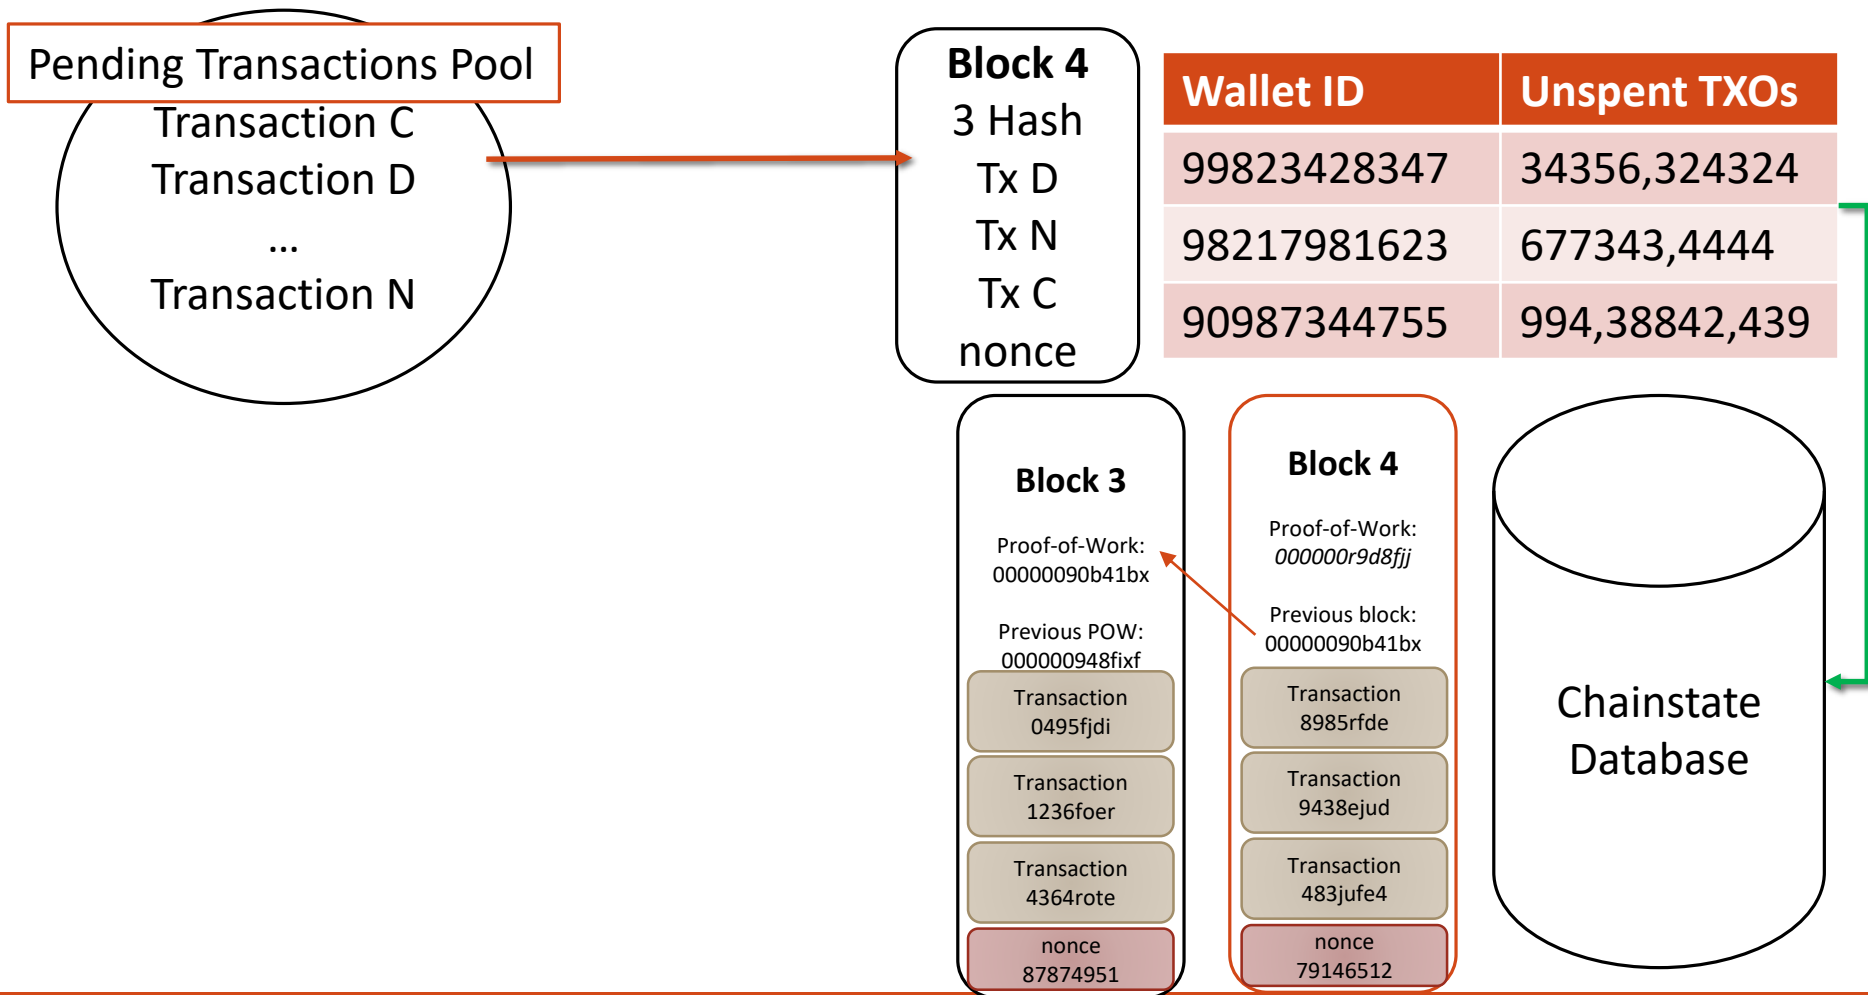 Pending Transactions Pool
Transaction C
Transaction D
...
Transaction N
Block 4
3 Hash
Tx D
Tx N
Tx C
nonce
Wallet ID Unspent TXOs
99823428347 34356,324324
98217981623 677343,4444
90987344755 994,38842,439
Block 3
Proof-of-Work:
00000090b41bx
Previous POW:
000000948fixf
Transaction
0495fjdi
Transaction
1236foer
Transaction
4364rote
nonce
87874951
Block 4
Proof-of-Work:
000000r9d8fjj
Previous block:
00000090b41bx
Transaction
8985rfde
Transaction
9438ejud
Transaction
483jufe4
nonce
79146512
Chainstate
Database